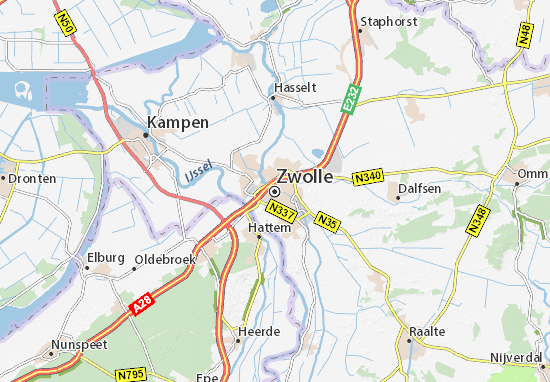 N50
Staphorst
N48
Hasselt
E232
Kampen
IJssel
Dronten
Zwolle
N340
Omm
Dalfsen
N337
N35
N348
Hattem
Elburg
Oldebroek
A28
Heerde
Raalte
Nunspeet
N795
Epe
Nijverdal